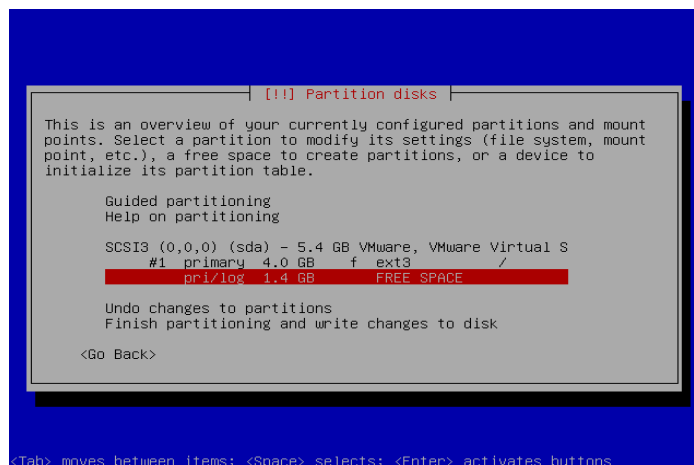 [!!] Partition disks
This is an overview of your currently configured partitions and mount
points. Select a partition to modify its settings (file system, mount
point, etc.), a free space to create partitions, or a device to
initialize its partition table.
Guided partitioning
Help on partitioning
SCSI3 (0,0,0) (sda) - 5.4 GB VMware, VMware Virtual S
#1 primary 4.0 GB f ext3 /
pri/log 1.4 GB FREE SPACE
Undo changes to partitions
Finish partitioning and write changes to disk
<Go Back>
<Tab> moves between items; <Space> selects; <Enter> activates buttons